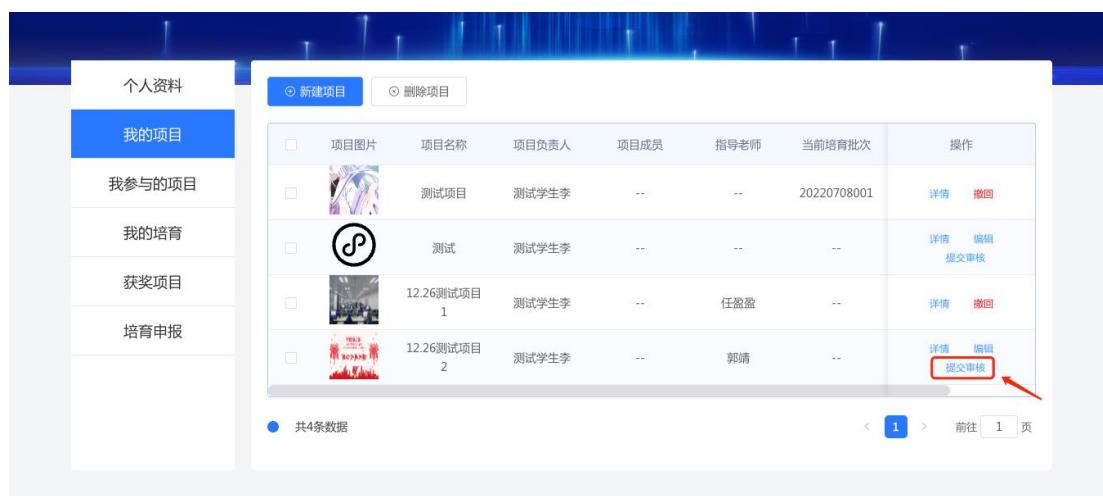 个人资料
我的项目
我参与的项目
我的培育
获奖项目
培育申报
新建项目 删除项目
项目图片 项目名称 项目负责人 项目成员 指导老师 当前培育批次 操作
测试项目 测试学生李 -- -- 20220708001 详情 撤回
测试 测试学生李 -- -- -- 详情 编辑
提交审核
12.26测试项目
1
测试学生李 -- 任盈盈 -- 详情 撤回
12.26测试项目
2
测试学生李 -- 郭靖 -- 详情 编辑
提交审核
共4条数据 < 1 > 前往 1 页